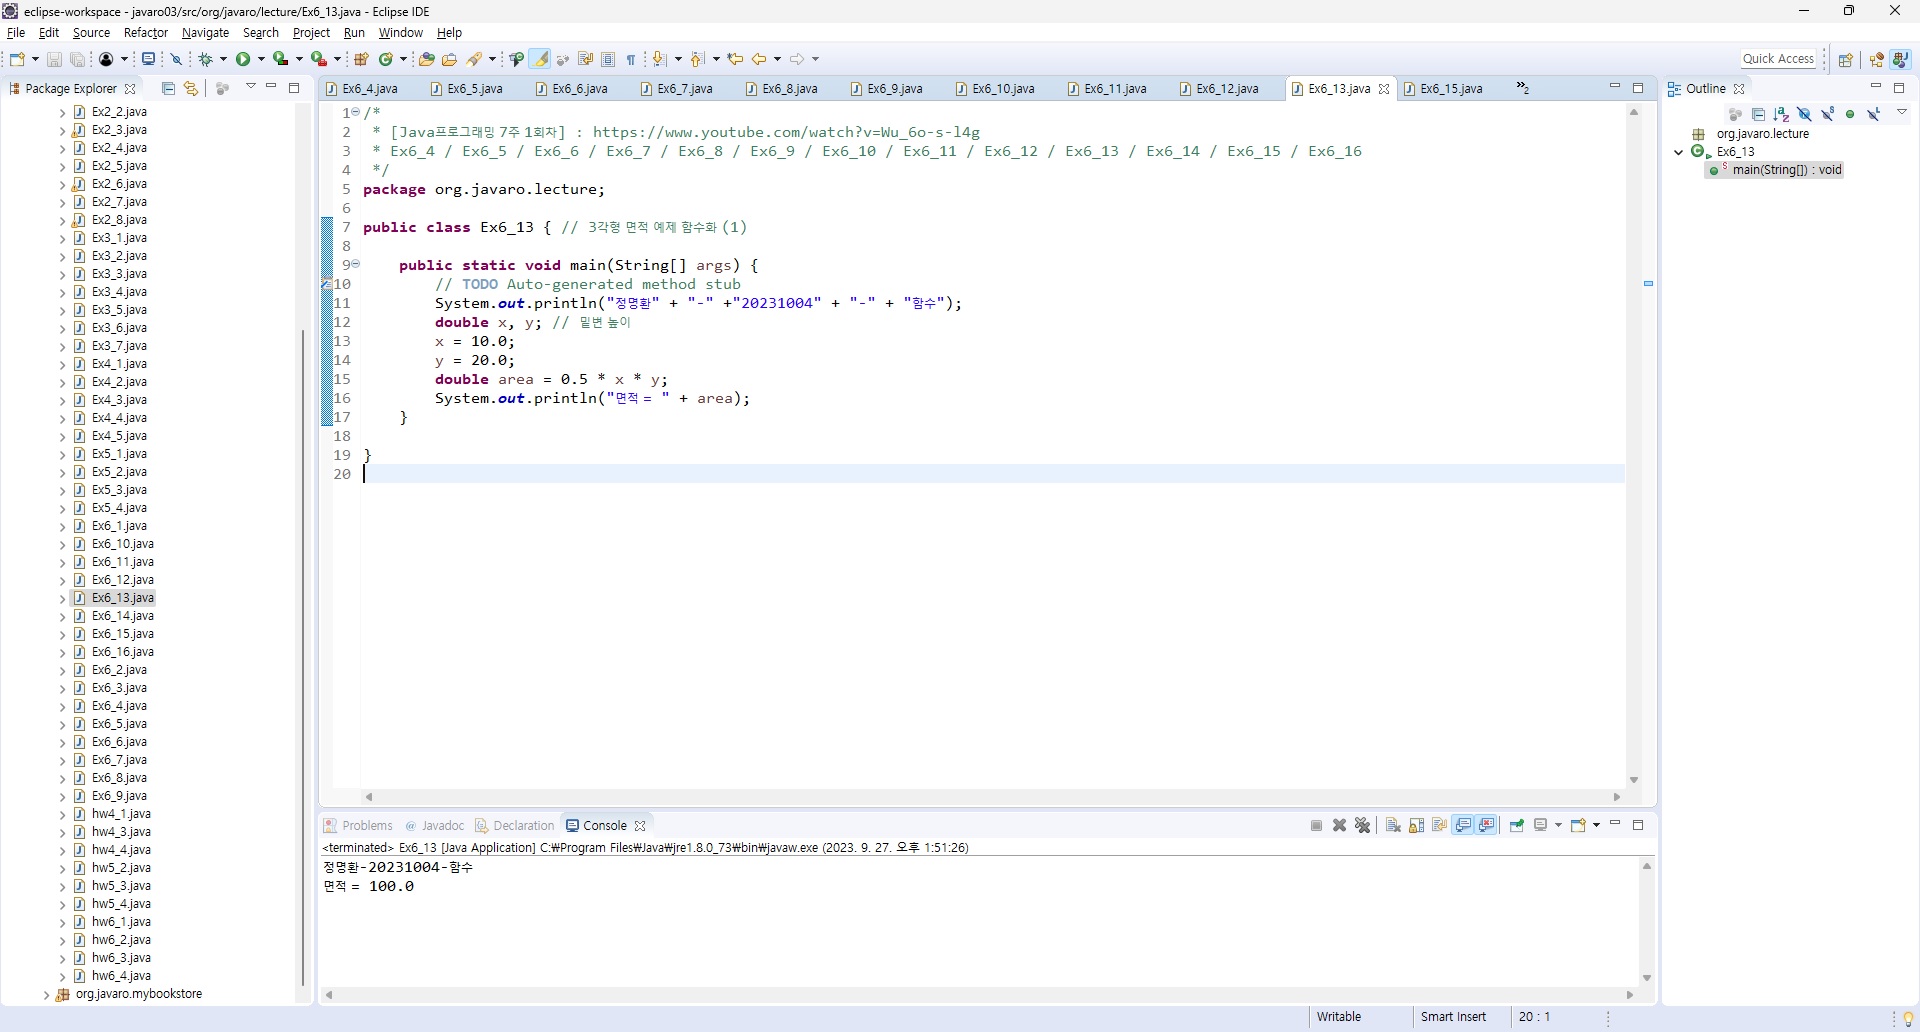 eclipse-workspace - javaro03/src/org/javaro/lecture/Ex6_13.java - Eclipse IDE
File Edit Source Refactor Navigate Search Project Run Window Help
Quick Access
Package Explorer
Ex2_2.java
Ex2_3.java
Ex2_4.java
Ex2_5.java
Ex2_6.java
Ex2_7.java
Ex2_8.java
Ex3_1.java
Ex3_2.java
Ex3_3.java
Ex3_4.java
Ex3_5.java
Ex3_6.java
Ex3_7.java
Ex4_1.java
Ex4_2.java
Ex4_3.java
Ex4_4.java
Ex4_5.java
Ex5_1.java
Ex5_2.java
Ex5_3.java
Ex5_4.java
Ex6_1.java
Ex6_10.java
Ex6_11.java
Ex6_12.java
Ex6_13.java
Ex6_14.java
Ex6_15.java
Ex6_16.java
Ex6_2.java
Ex6_3.java
Ex6_4.java
Ex6_5.java
Ex6_6.java
Ex6_7.java
Ex6_8.java
Ex6_9.java
hw4_1.java
hw4_3.java
hw4_4.java
hw5_2.java
hw5_3.java
hw5_4.java
hw6_1.java
hw6_2.java
hw6_3.java
hw6_4.java
org.javaro.mybookstore
Ex6_4.java Ex6_5.java Ex6_6.java Ex6_7.java Ex6_8.java Ex6_9.java Ex6_10.java Ex6_11.java Ex6_12.java Ex6_13.java Ex6_15.java »2
1 /*
2 * [Java프로그래밍 7주 1회차] : https://www.youtube.com/watch?v=Wu_6o-s-l4g
3 * Ex6_4 / Ex6_5 / Ex6_6 / Ex6_7 / Ex6_8 / Ex6_9 / Ex6_10 / Ex6_11 / Ex6_12 / Ex6_13 / Ex6_14 / Ex6_15 / Ex6_16
4 */
5 package org.javaro.lecture;
6
7 public class Ex6_13 { // 3각형 면적 예제 함수화 (1)
8
9 public static void main(String[] args) {
10 // TODO Auto-generated method stub
11 System.out.println("정명환" + "-" +"20231004" + "-" + "함수");
12 double x, y; // 밑변 높이
13 x = 10.0;
14 y = 20.0;
15 double area = 0.5 * x * y;
16 System.out.println("면적 = " + area);
17 }
18
19 }
20
Problems Javadoc Declaration Console
<terminated> Ex6_13 [Java Application] C:₩Program Files₩Java₩jre1.8.0_73₩bin₩javaw.exe (2023. 9. 27. 오후 1:51:26)
정명환-20231004-함수
면적 = 100.0
Outline
org.javaro.lecture
Ex6_13
main(String[]) : void
Writable Smart Insert 20 : 1